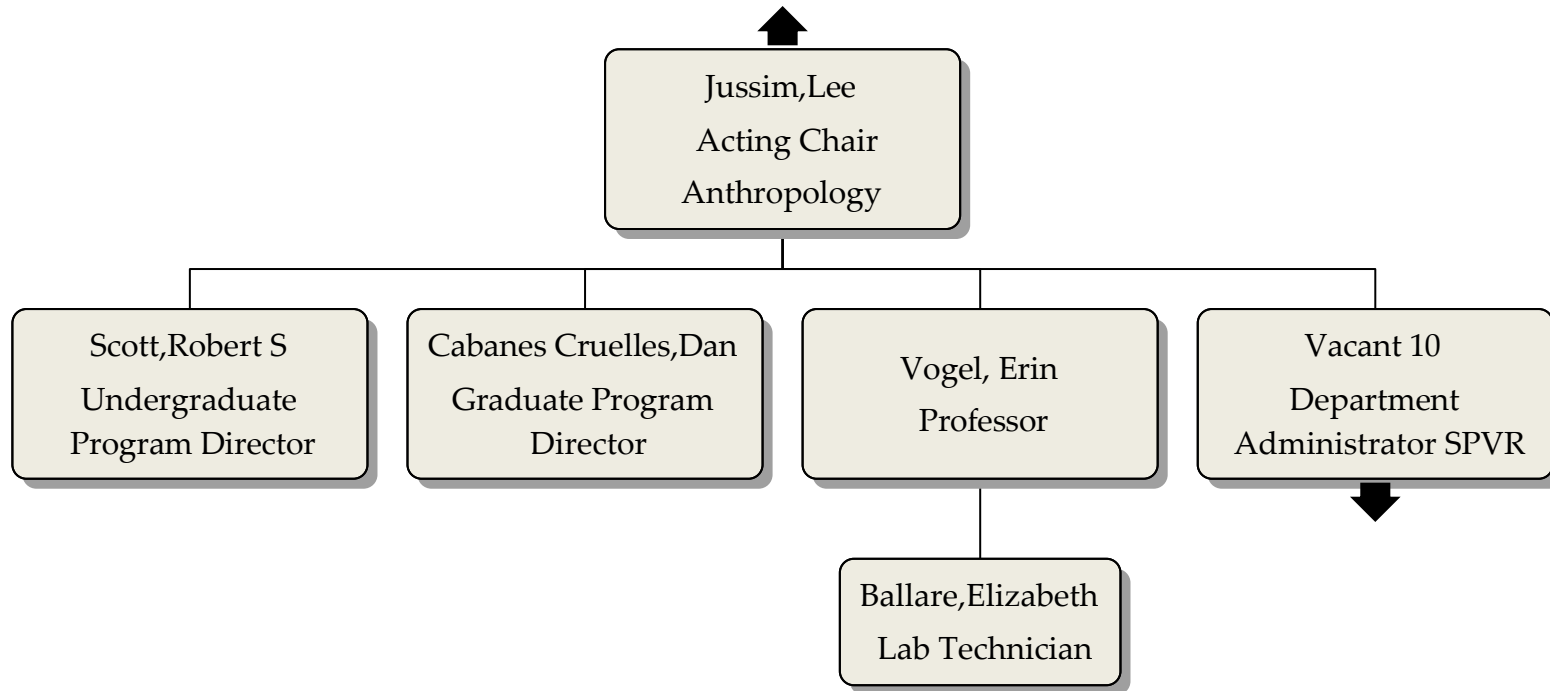 Jussim,Lee
Acting Chair
Anthropology
Scott,Robert S
Undergraduate
Program Director
Cabanes Cruelles,Dan
Graduate Program
Director
Vogel, Erin
Professor
Vacant 10
Department
Administrator SPVR
Ballare,Elizabeth
Lab Technician